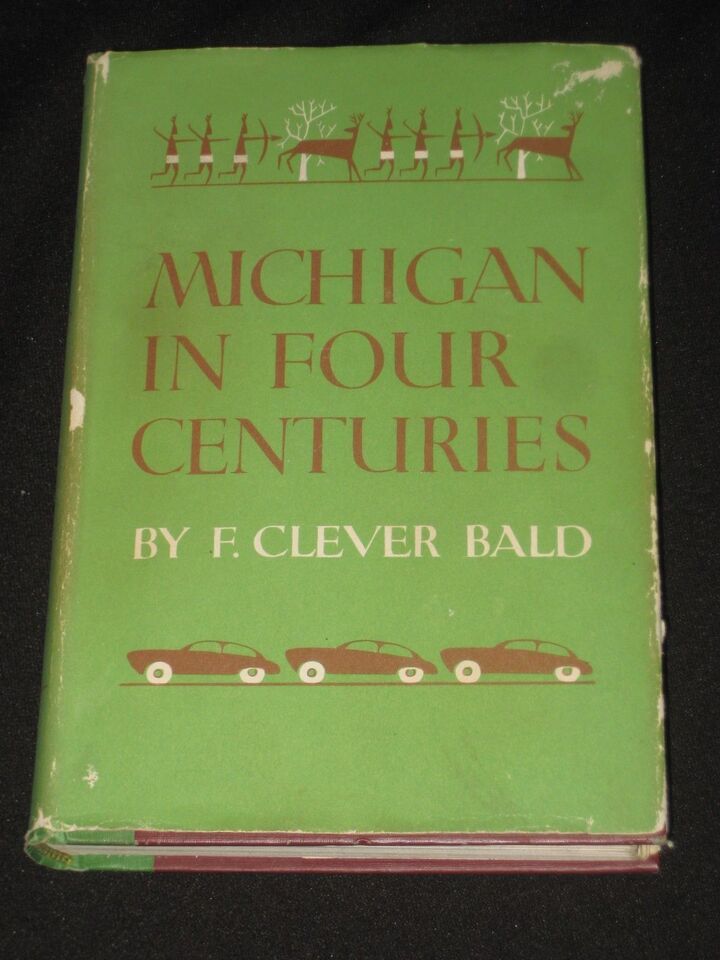 MICHIGAN
IN FOUR
CENTURIES
BY F. CLEVER BALD